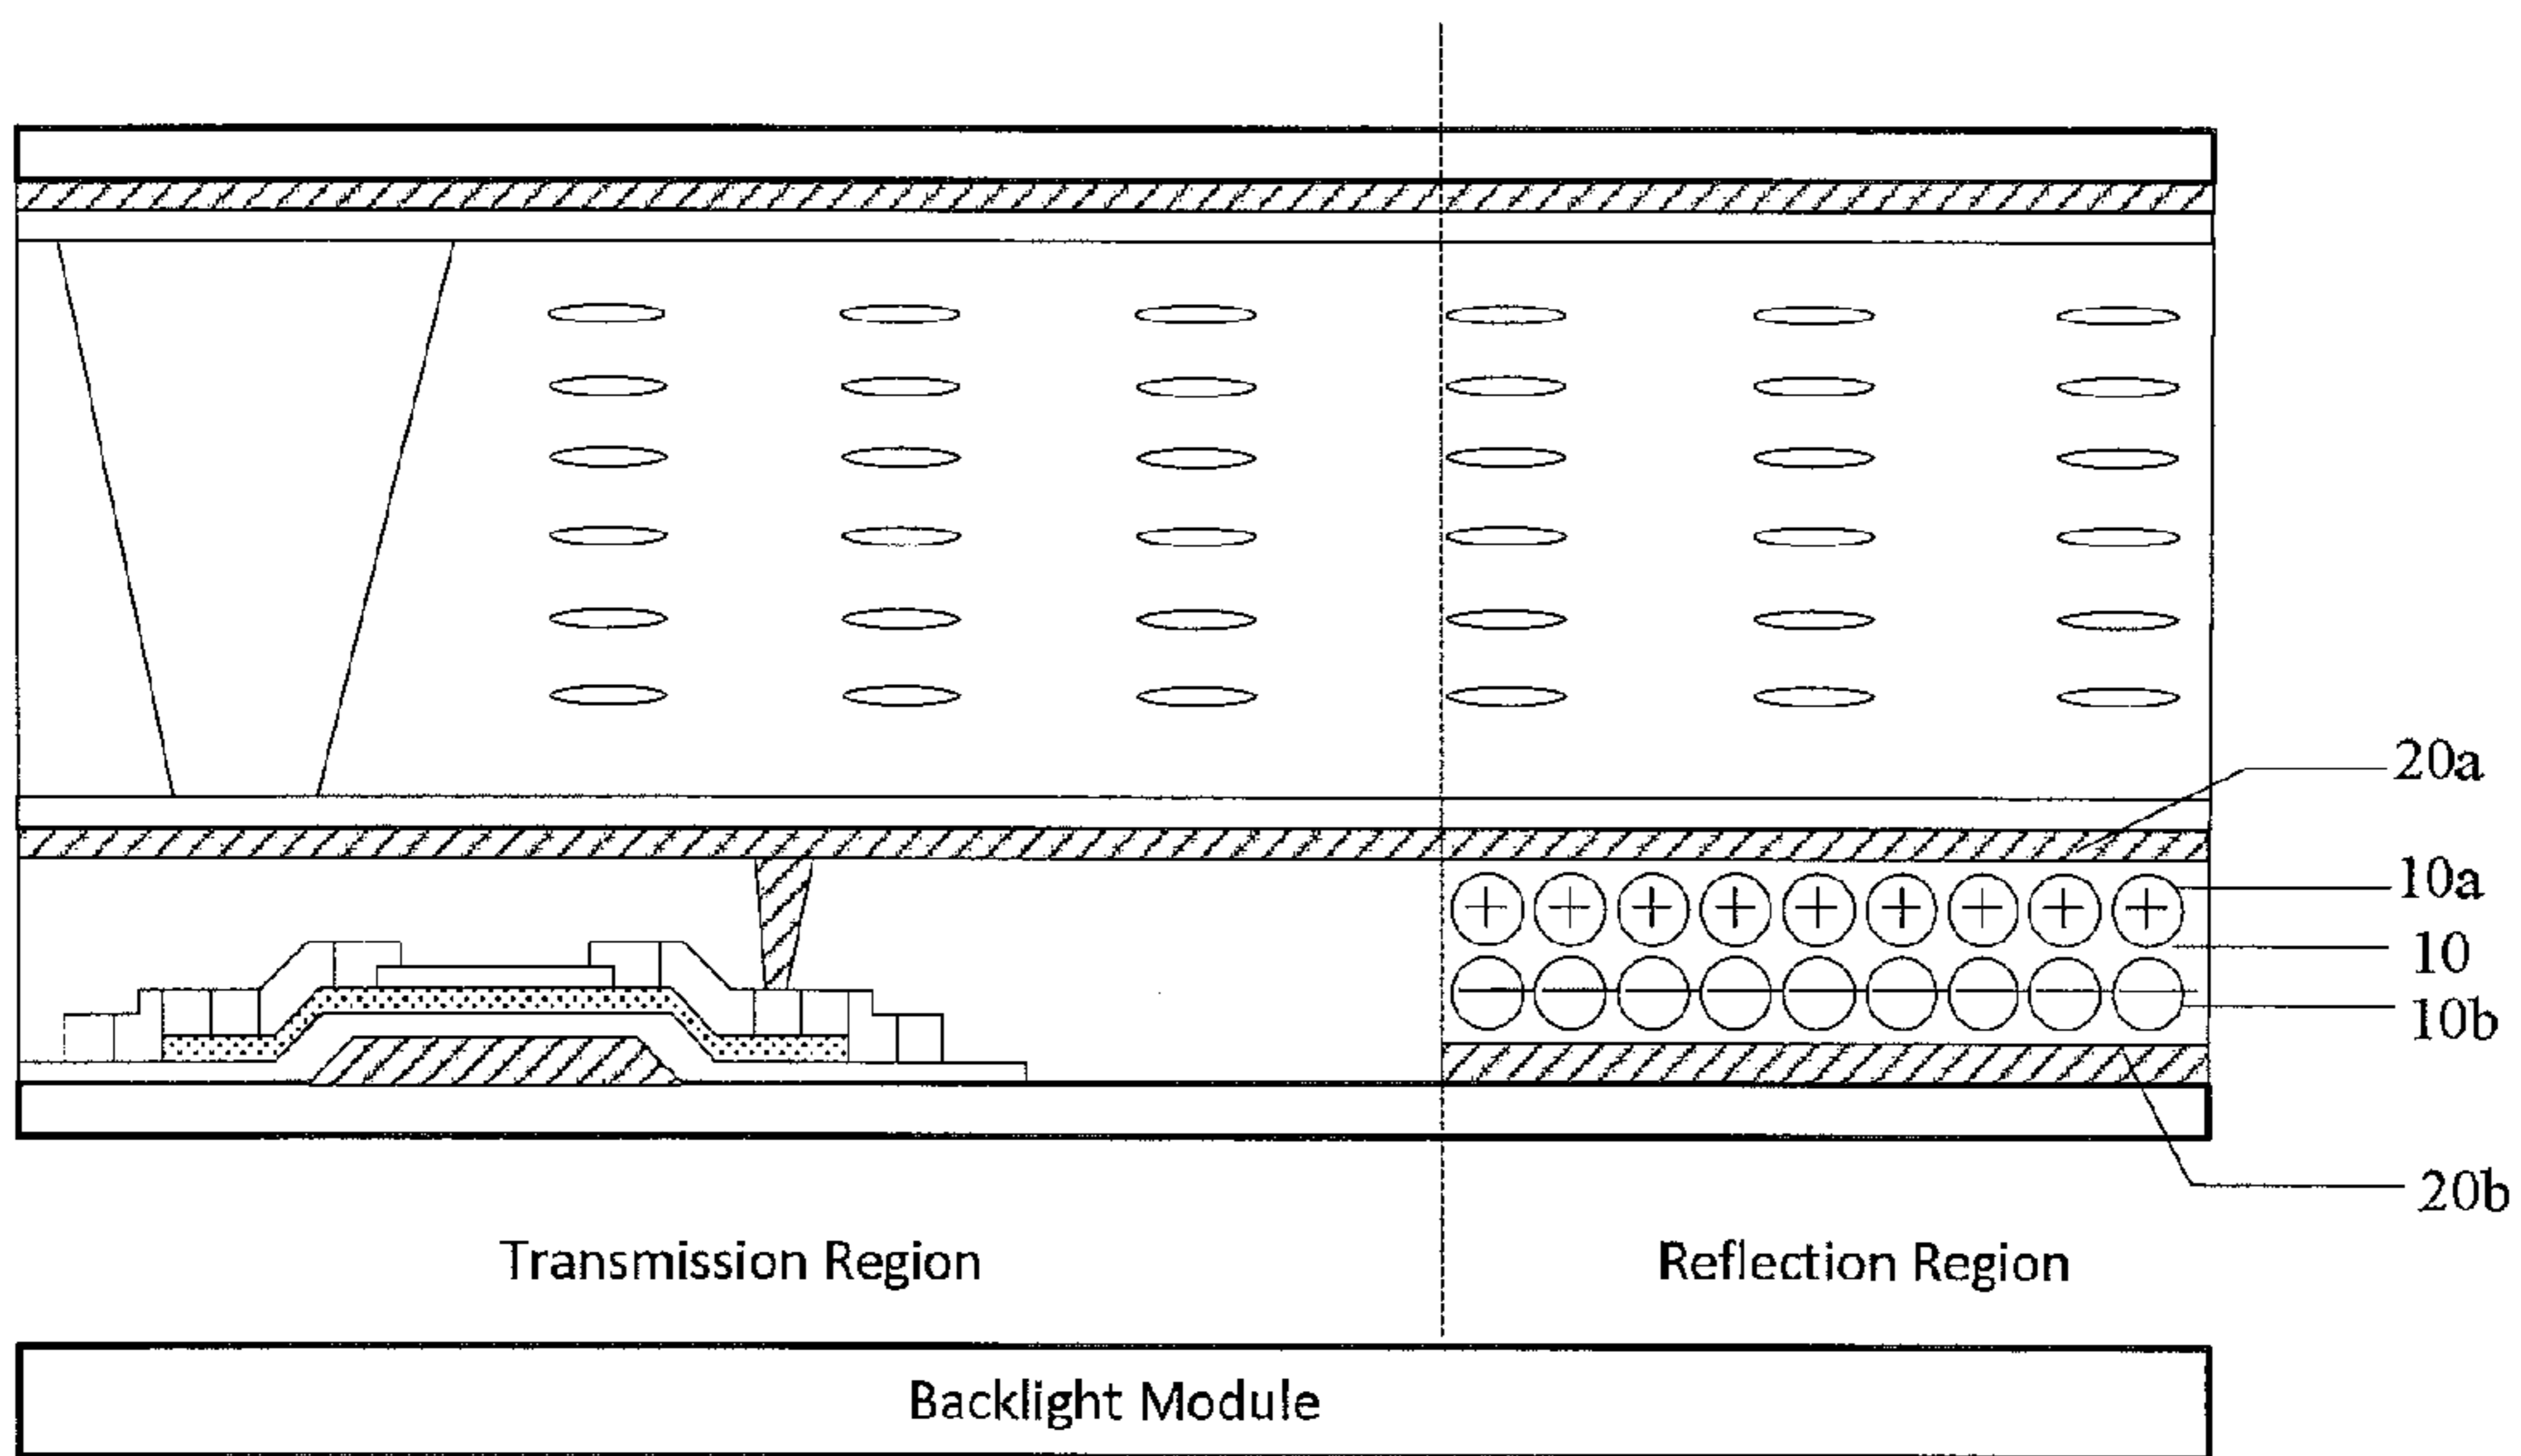 20a
10a
10
10b
20b
Transmission Region
Reflection Region
Backlight Module